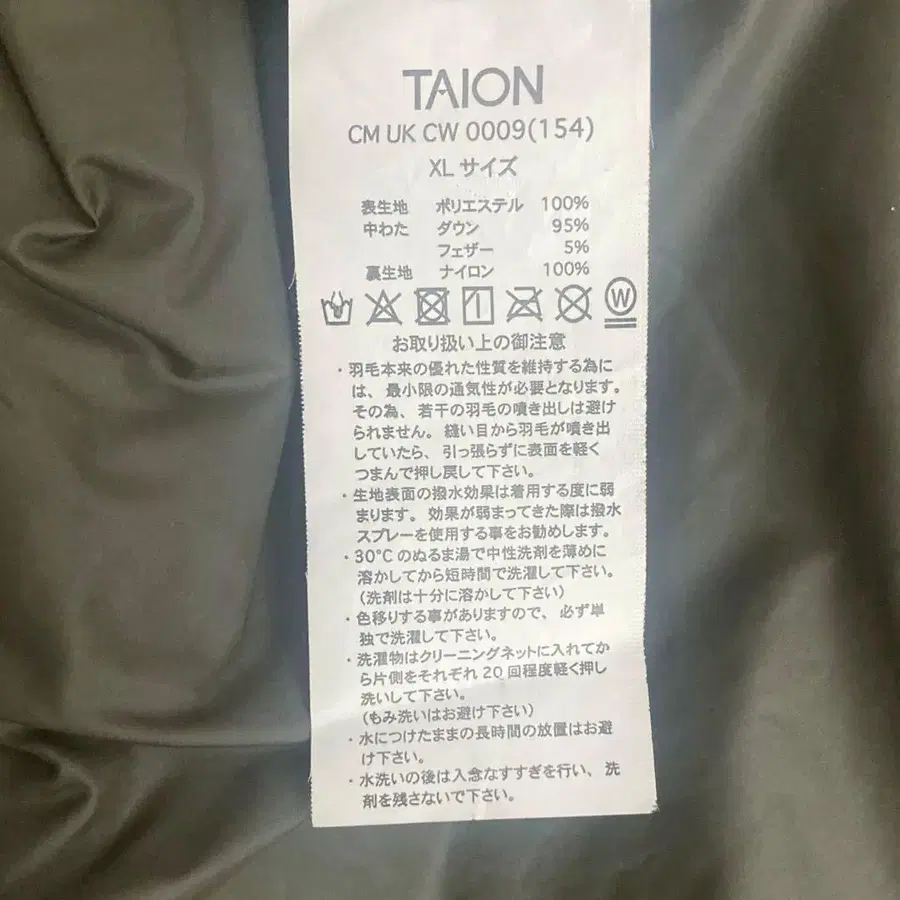 TAION
CM UK CW 0009(154)
XL サイズ
表生地 ポリエステル 100%
中わた ダウン 95%
フェザー 5%
裏生地 ナイロン 100%
W
お取り扱い上の御注意
・羽毛本来の優れた性質を維持する為に
は、最小限の通気性が必要となります。
その為、若干の羽毛の噴き出しは避け
られません。縫い目から羽毛が噴き出
していたら、引っ張らずに表面を軽く
つまんで押し戻して下さい。
・生地表面の撥水効果は着用する度に弱
まります。効果が弱まってきた際は撥水
スプレーを使用する事をお勧めします。
・30°Cのぬるま湯で中性洗剤を薄めに
溶かしてから短時間で洗濯して下さい。
(洗剤は十分に溶かして下さい)
・色移りする事がありますので、必ず単
独で洗濯して下さい。
・洗濯物はクリーニングネットに入れてか
ら片側をそれぞれ20回程度軽く押し
洗いして下さい。
(もみ洗いはお避け下さい)
・水につけたままの長時間の放置はお避
け下さい。
・水洗いの後は入念なすすぎを行い、洗
剤を残さないで下さい。